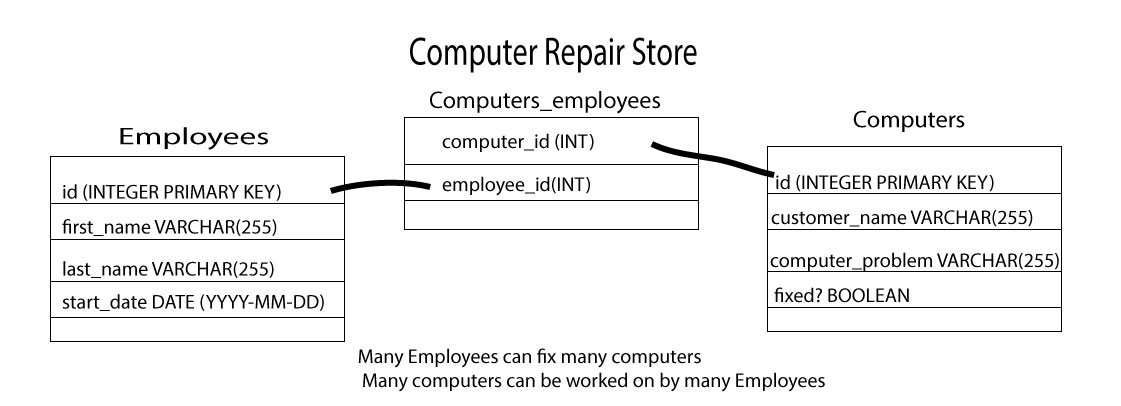 Computer Repair Store
Employees
id (INTEGER PRIMARY KEY)
first_name VARCHAR(255)
last_name VARCHAR(255)
start_date DATE (YYYY-MM-DD)
Computers_employees
computer_id (INT)
employee_id(INT)
Computers
id (INTEGER PRIMARY KEY)
customer_name VARCHAR(255)
computer_problem VARCHAR(255)
fixed? BOOLEAN
Many Employees can fix many computers
Many computers can be worked on by many Employees